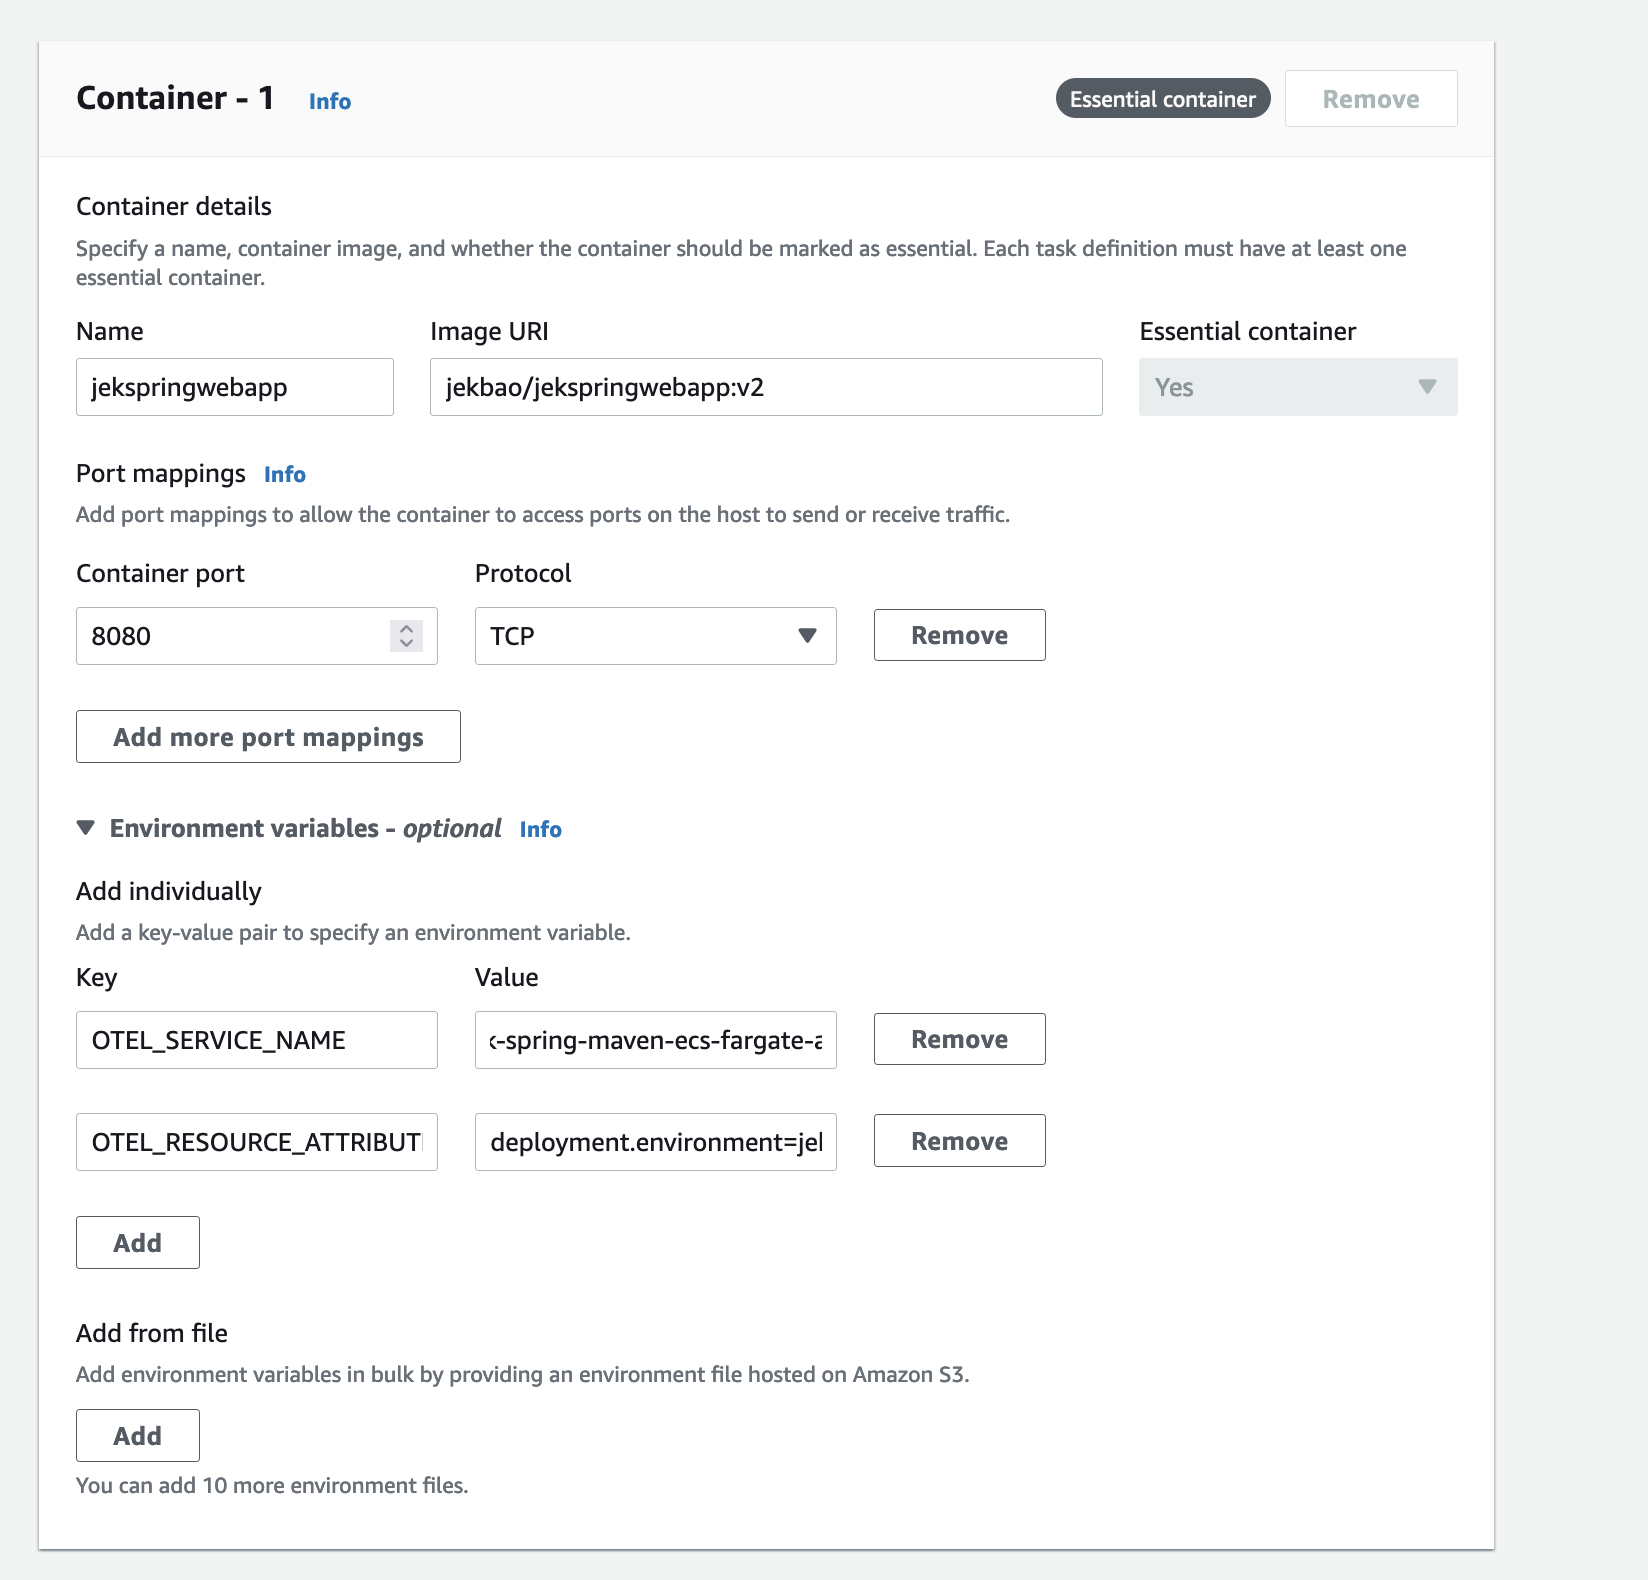 Container - 1 Info Essential container Remove
Container details
Specify a name, container image, and whether the container should be marked as essential. Each task definition must have at least one
essential container.
Name Image URI Essential container
jekspringwebapp jekbao/jekspringwebapp:v2 Yes
Port mappings Info
Add port mappings to allow the container to access ports on the host to send or receive traffic.
Container port Protocol
8080 TCP Remove
Add more port mappings
Environment variables - optional Info
Add individually
Add a key-value pair to specify an environment variable.
Key Value
OTEL_SERVICE_NAME -spring-maven-ecs-fargate-a Remove
OTEL_RESOURCE_ATTRIBUT deployment.environment=je Remove
Add
Add from file
Add environment variables in bulk by providing an environment file hosted on Amazon S3.
Add
You can add 10 more environment files.